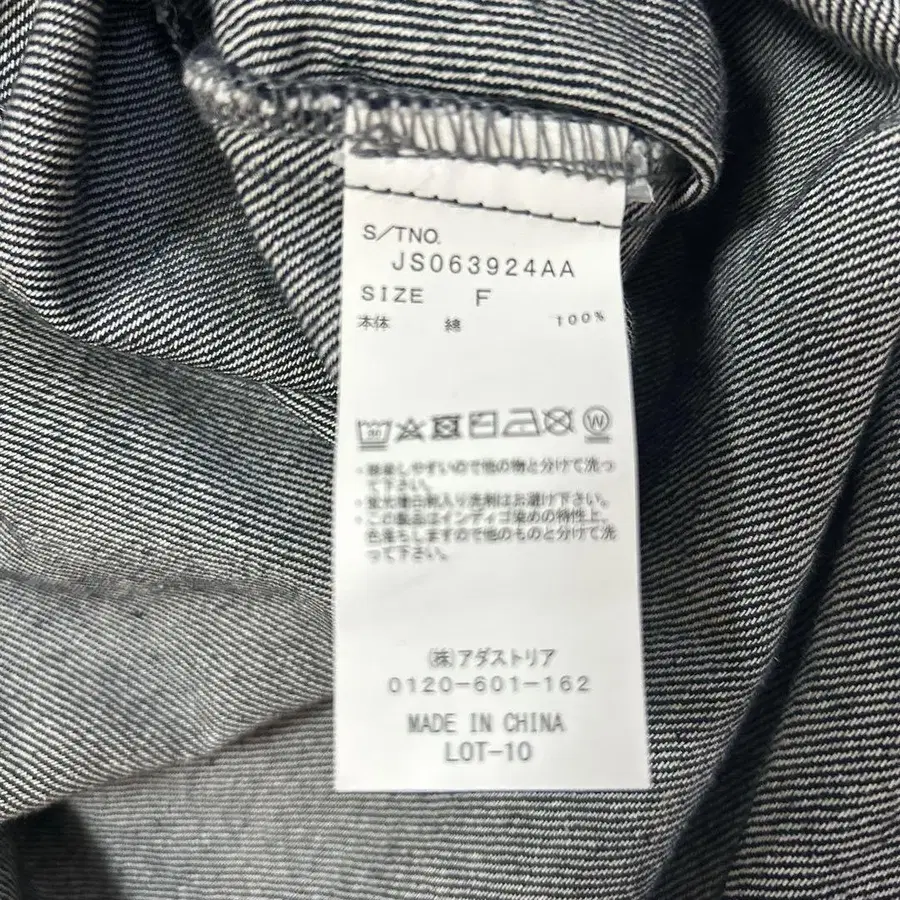 S/TNO.
JS063924AA
SIZE F
本体 綿 100%
W
・移染しやすいので他の物と分けて洗っ
て下さい。
・蛍光増白剤入り洗剤はお避け下さい。
・この製品はインディゴ染めの特性上、
色落ちしますので他のものと分けて洗
って下さい。
(株)アダストリア
0120-601-162
MADE IN CHINA
LOT-10